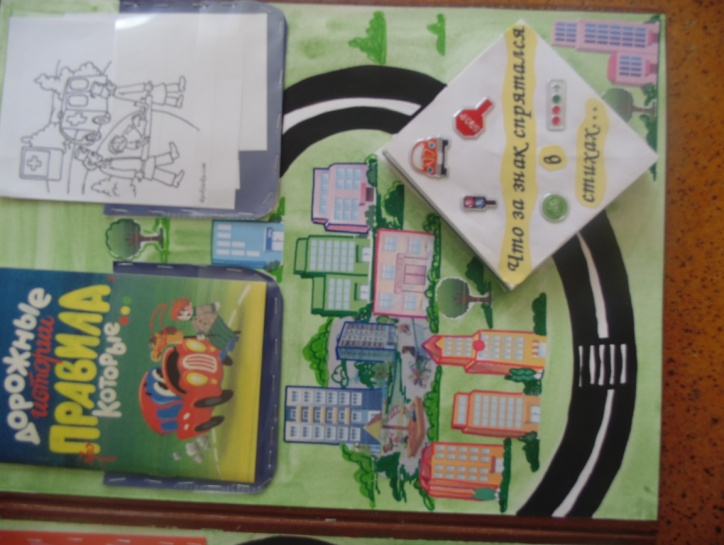 Что за знак спрятался
в
стихах...
ДОРОЖНЫЕ
истории
ПРАВИЛА,
которые...